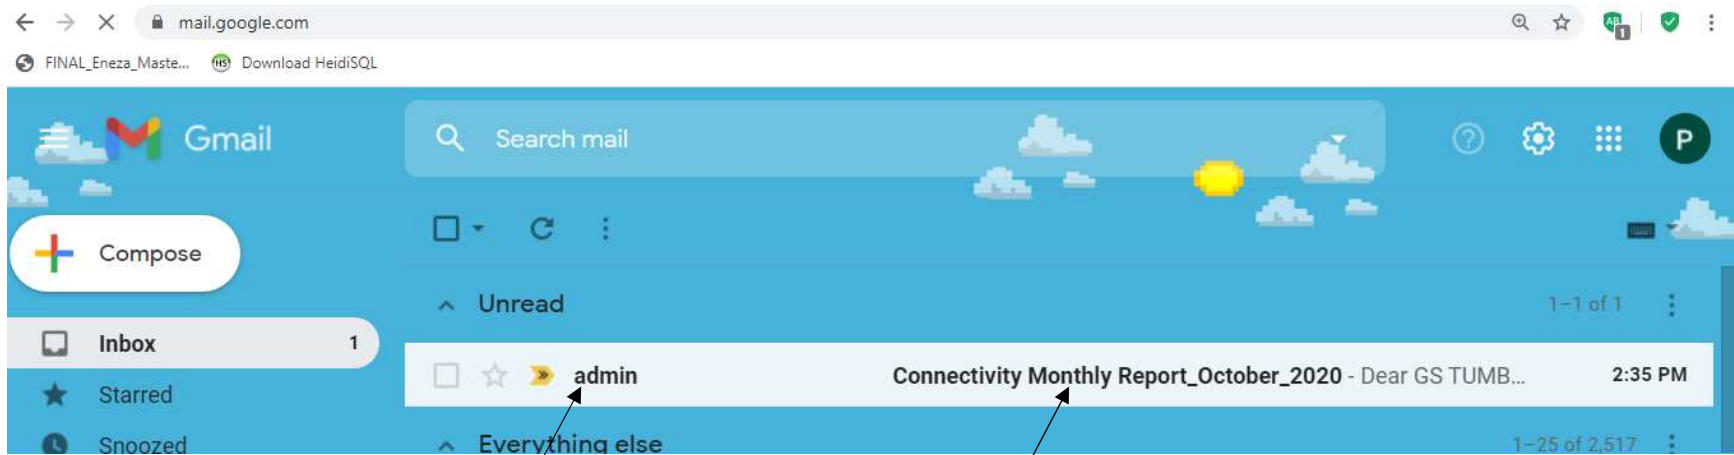 mail.google.com
FINAL_Eneza_Maste... HS Download HeidiSQL
Gmail Search mail P
Compose
Unread 1–1 of 1
Inbox 1
admin Connectivity Monthly Report_October_2020 - Dear GS TUMB... 2:35 PM
Starred
Snoozed Everything else 1–25 of 2,517